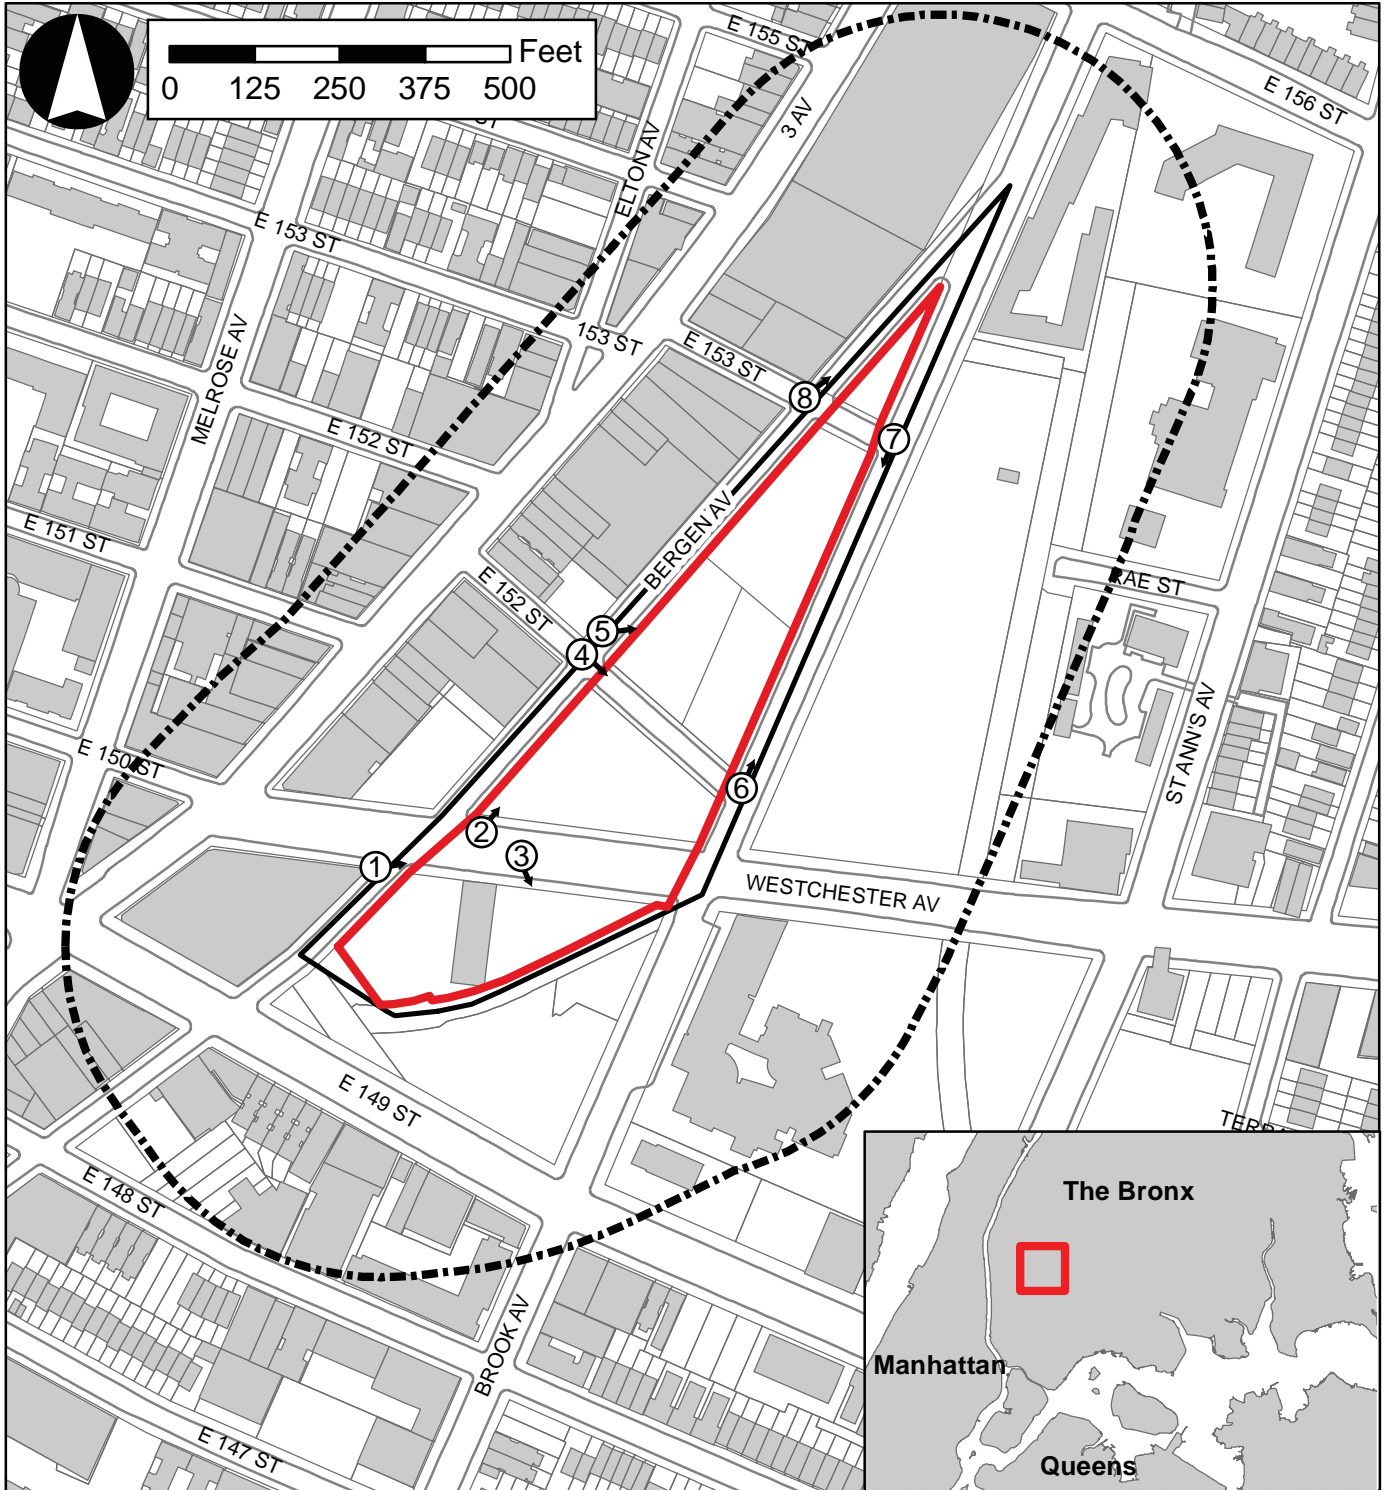 Feet
0 125 250 375 500
E 155 ST
E 156 ST
3 AV
ST
ELTON AV
E 153 ST
153 ST
E 153 ST
MELROSE AV
E 152 ST
8
7
E 151 ST
BERGEN AV
E 152 ST
RAE ST
5
4
ST ANN'S AV
E 150 ST
6
2
3
1
WESTCHESTER AV
E 149 ST
E 148 ST
BROOK AV
E 147 ST
The Bronx
Manhattan
Queens